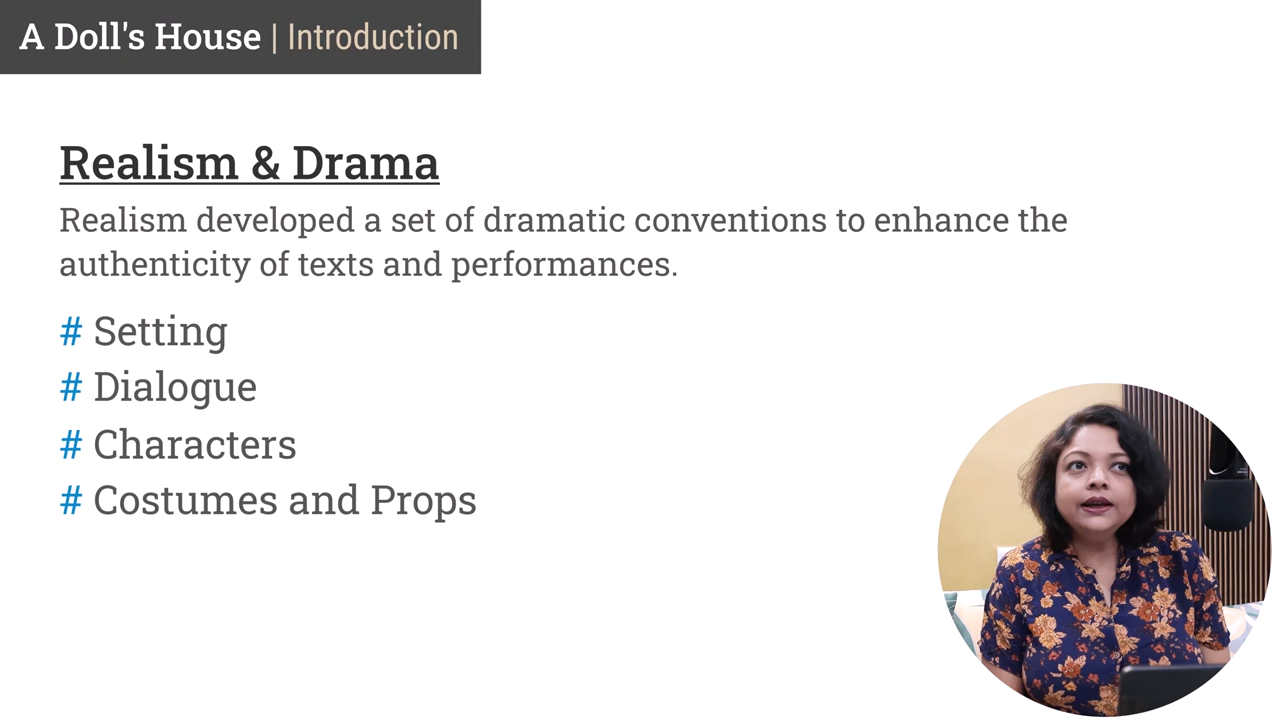 A Doll's House | Introduction
Realism & Drama
Realism developed a set of dramatic conventions to enhance the
authenticity of texts and performances.
# Setting
# Dialogue
# Characters
# Costumes and Props